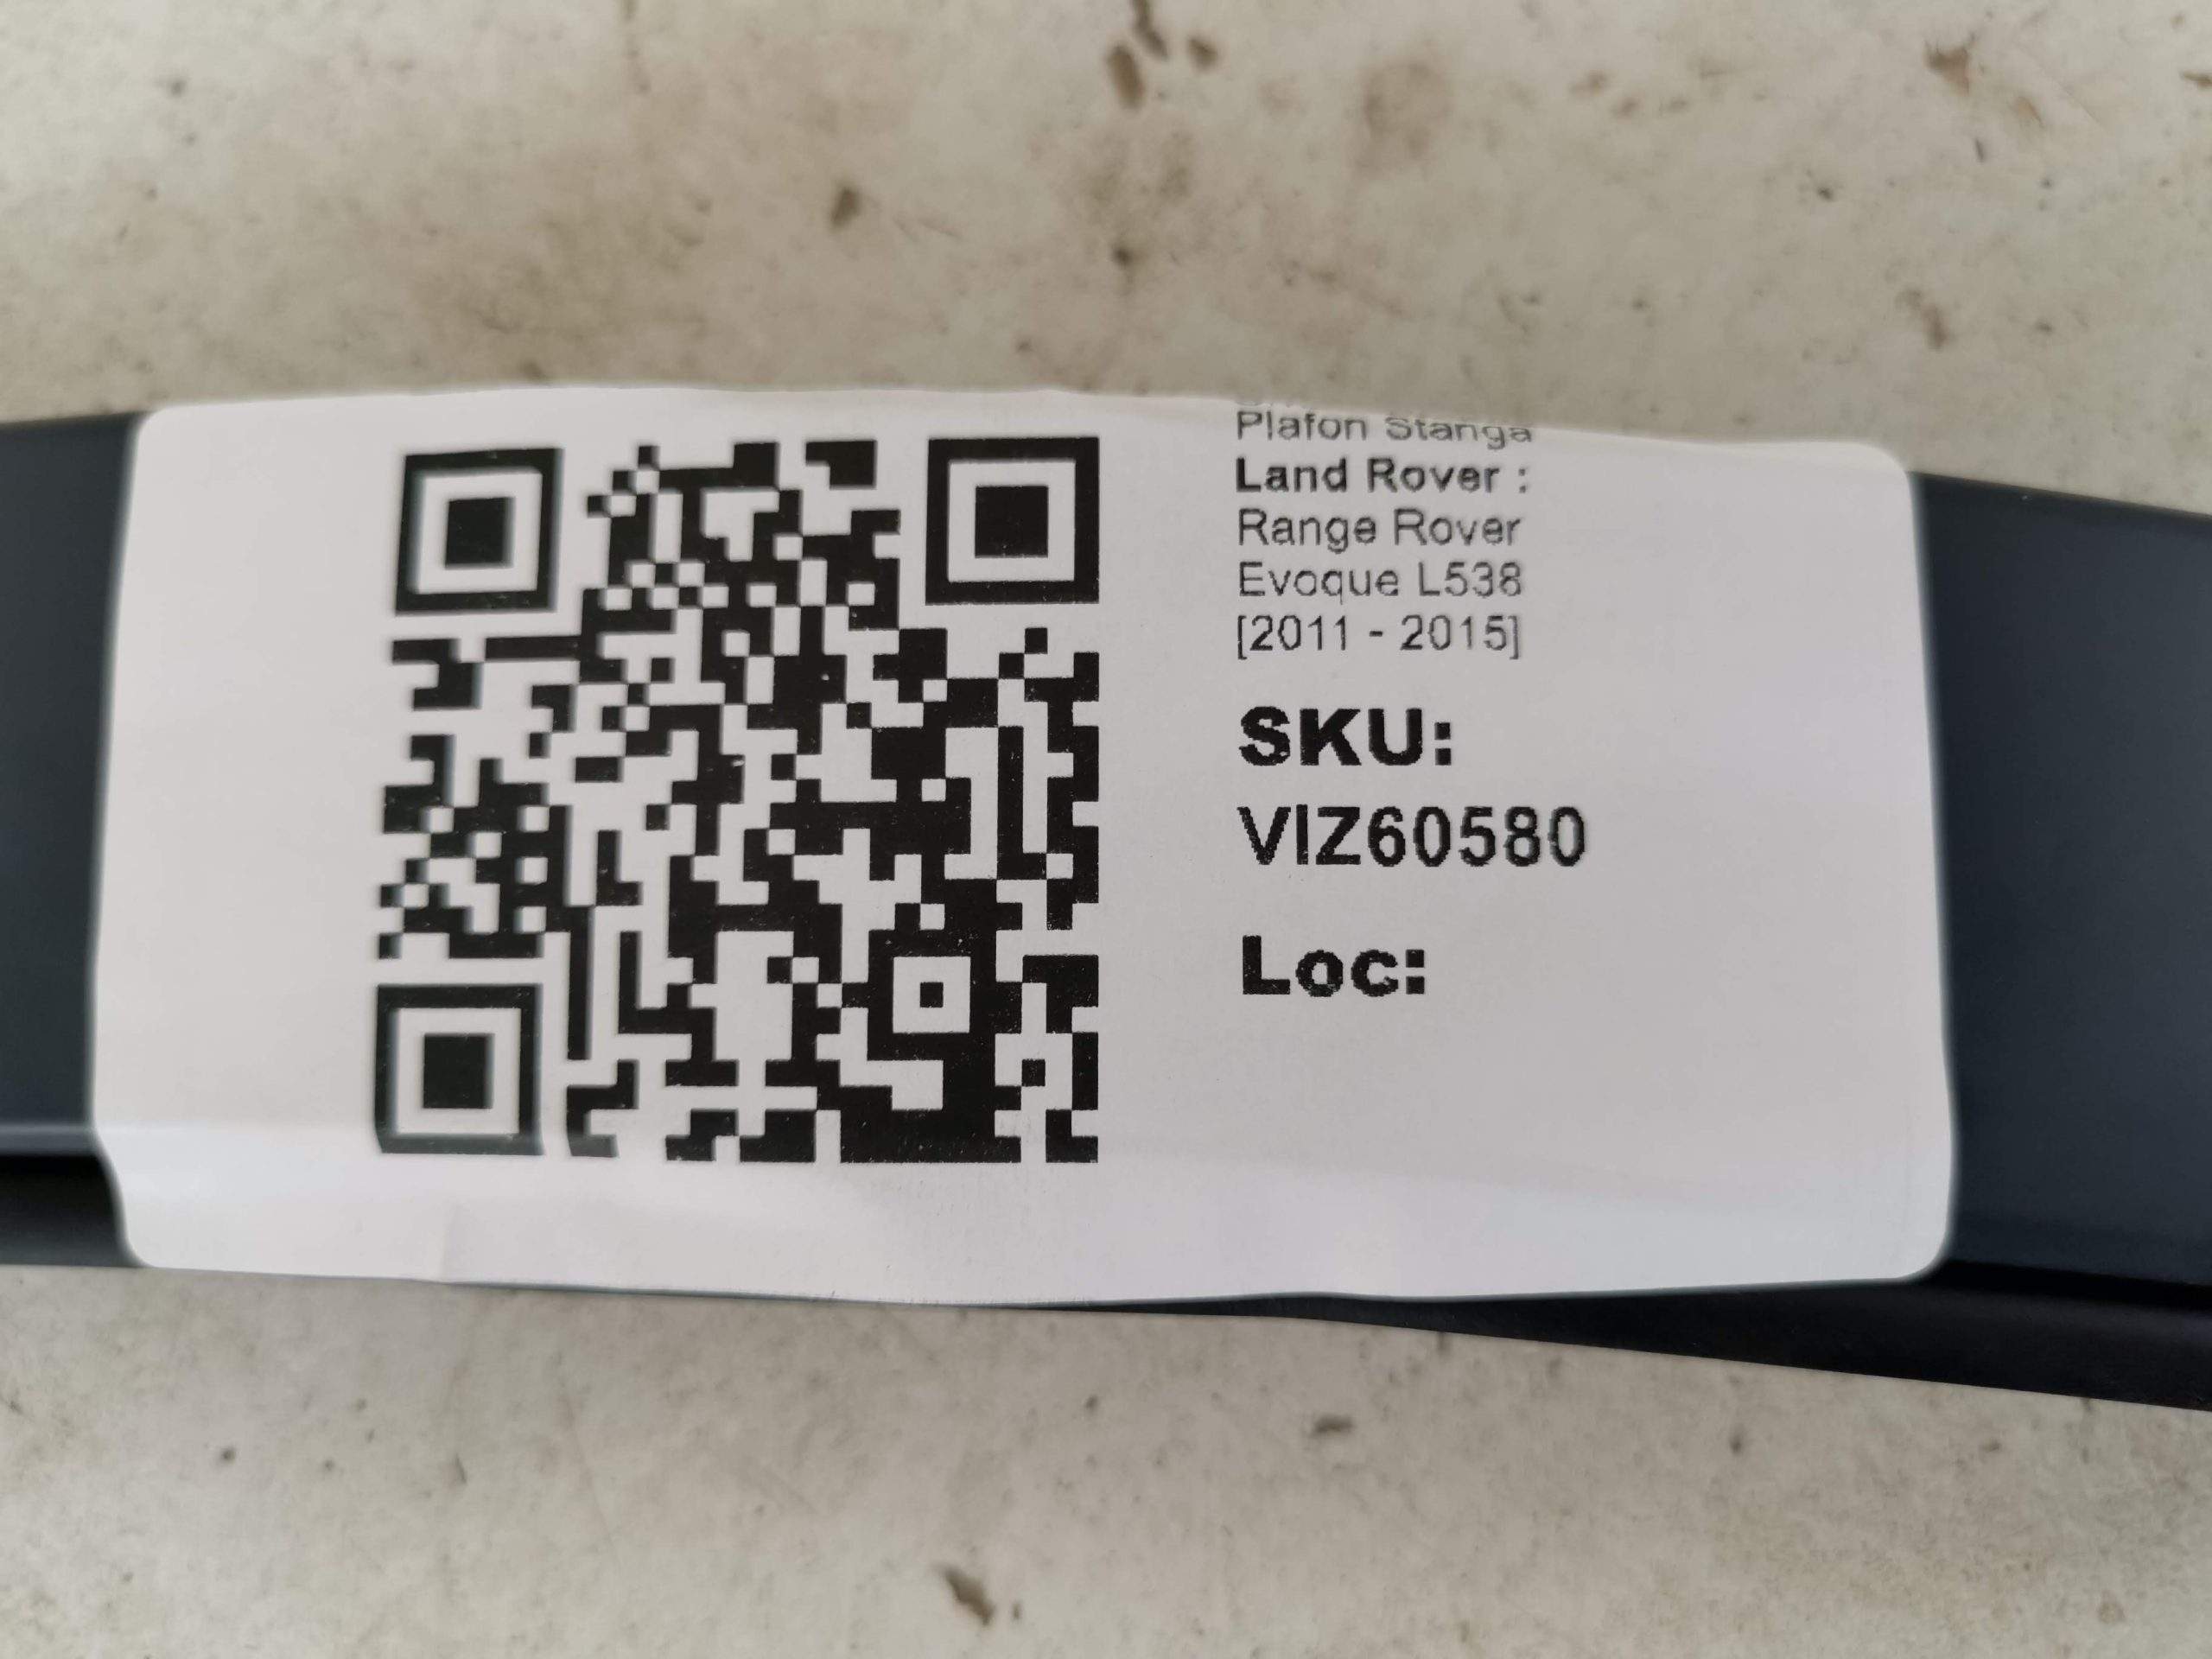 Plafon Stanga
Land Rover :
Range Rover
Evoque L538
[2011 - 2015]
SKU:
VIZ60580
Loc: